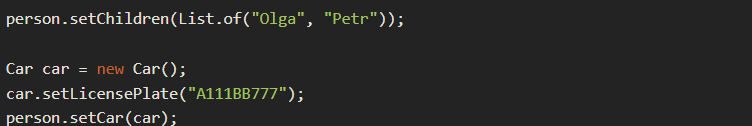 person.setChildren(List.of("Olga", "Petr"));
Car car = new Car();
car.setLicensePlate("A111BB777");
person.setCar(car);